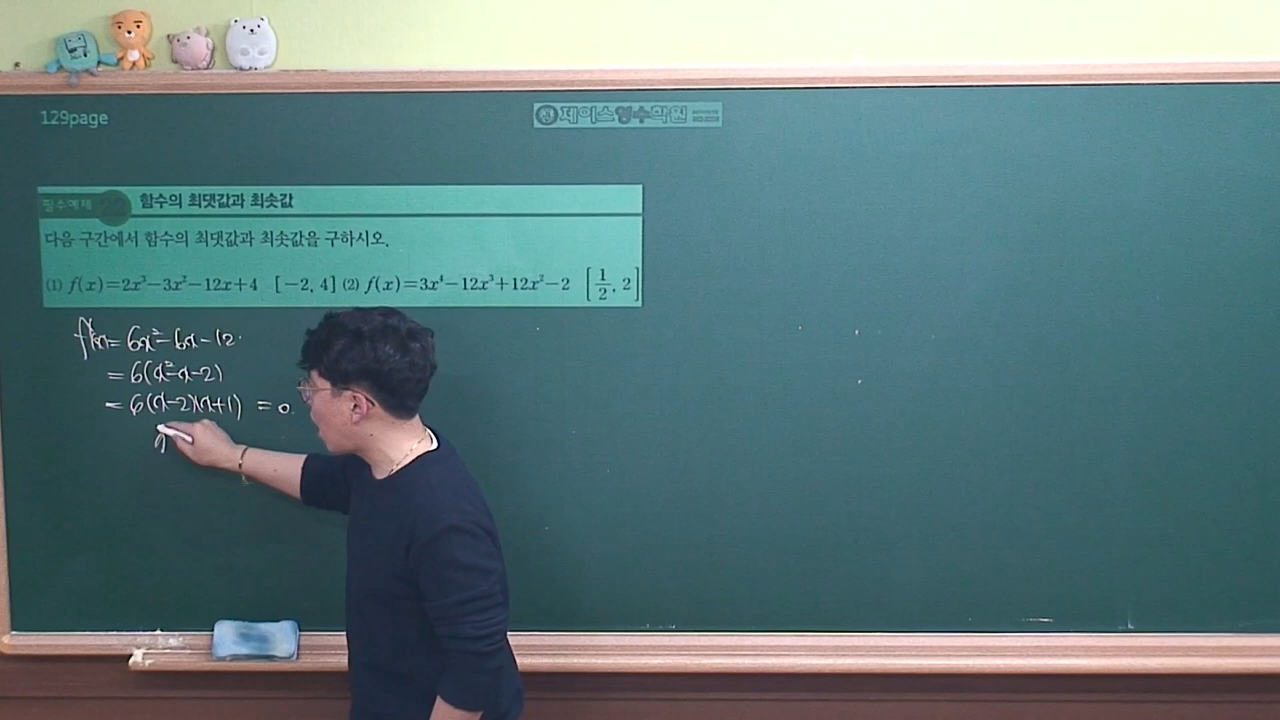 129page
제이스영수학원
필수예제 22 함수의 최댓값과 최솟값
다음 구간에서 함수의 최댓값과 최솟값을 구하시오.
(1) f(x)=2x³−3x²−12x+4 [−2, 4] (2) f(x)=3x⁴−12x³+12x²−2 [1/2, 2]
f'(x)= 6x²−6x−12
= 6(x²−x−2)
= 6(x−2)(x+1) = 0.